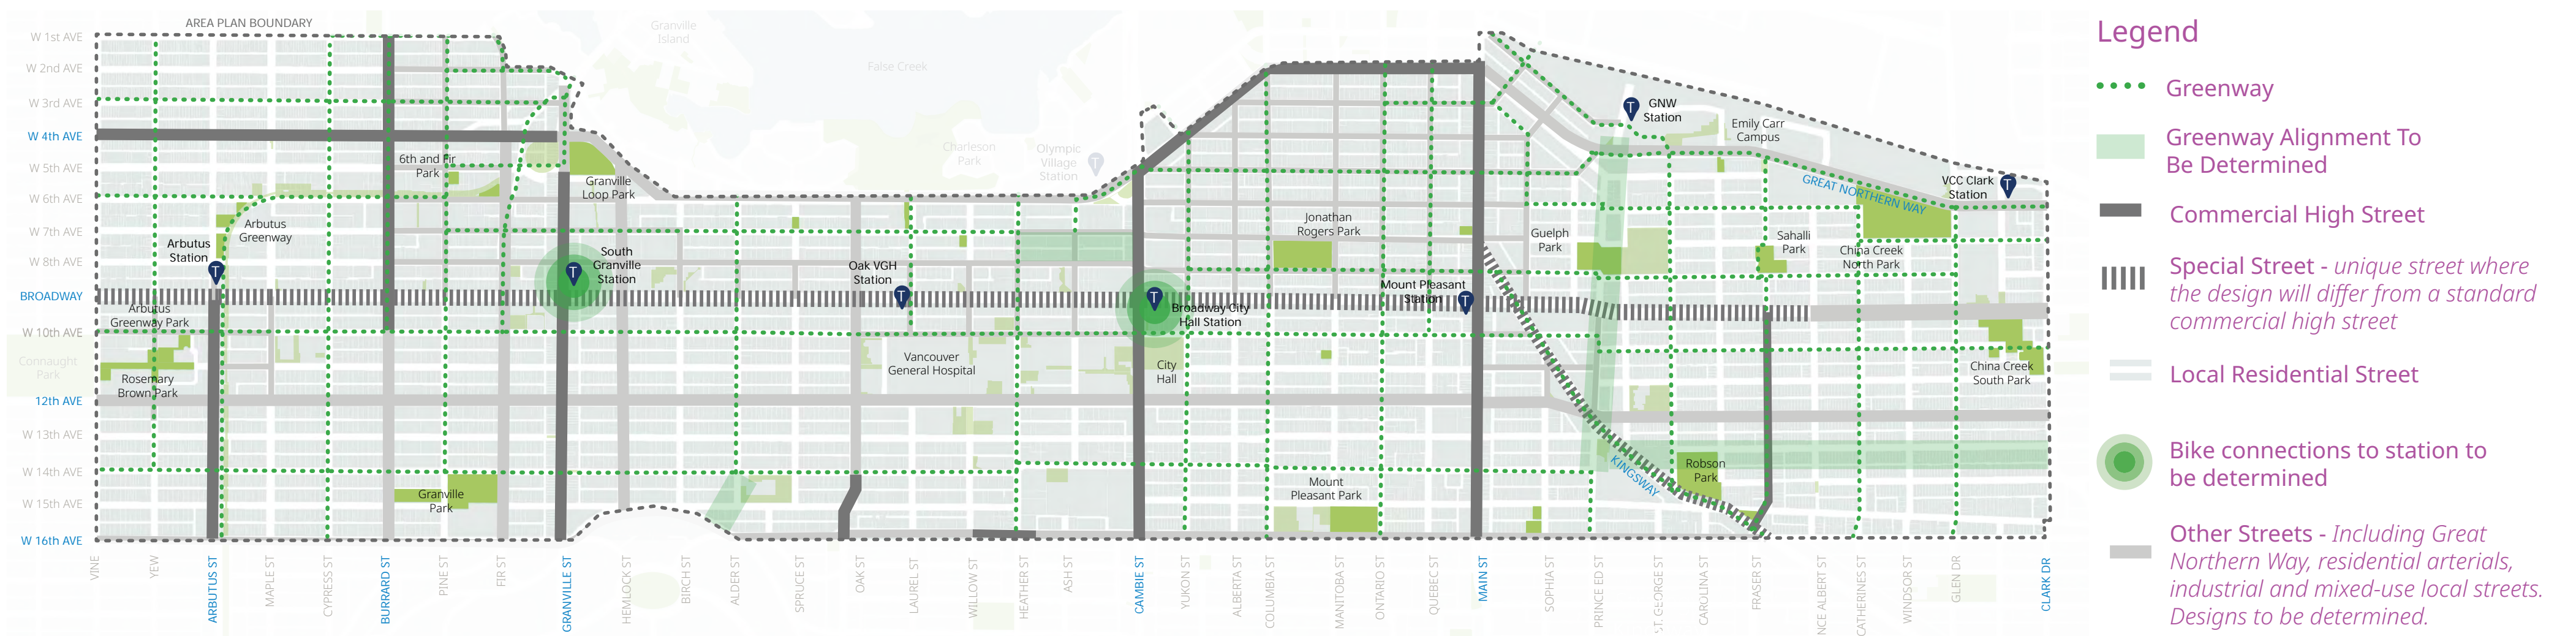 AREA PLAN BOUNDARY
W 1st AVE
W 2nd AVE
W 3rd AVE
W 4th AVE
W 5th AVE
W 6th AVE
W 7th AVE
W 8th AVE
BROADWAY
W 10th AVE
12th AVE
W 13th AVE
W 14th AVE
W 15th AVE
W 16th AVE
Granville
Island
False Creek
Charleson
Park
Olympic
Village
Station
Connaught
Park
6th and Fir
Park
Granville
Loop Park
Arbutus
Greenway
Arbutus
Station
South
Granville
Station
Oak VGH
Station
Arbutus
Greenway Park
Rosemary
Brown Park
Vancouver
General Hospital
Granville
Park
Broadway City
Hall Station
City
Hall
Jonathan
Rogers Park
Mount Pleasant
Station
Mount
Pleasant Park
Guelph
Park
GNW
Station
Emily Carr
Campus
GREAT NORTHERN WAY
VCC Clark
Station
Sahalli
Park
China Creek
North Park
China Creek
South Park
KINGSWAY
Robson
Park
VINE
YEW
ARBUTUS ST
MAPLE ST
CYPRESS ST
BURRARD ST
PINE ST
FIR ST
GRANVILLE ST
HEMLOCK ST
BIRCH ST
ALDER ST
SPRUCE ST
OAK ST
LAUREL ST
WILLOW ST
HEATHER ST
ASH ST
CAMBIE ST
YUKON ST
ALBERTA ST
COLUMBIA ST
MANITOBA ST
ONTARIO ST
QUEBEC ST
MAIN ST
SOPHIA ST
PRINCE ED ST
ST. GEORGE ST
CAROLINA ST
FRASER ST
NCE ALBERT ST
CATHERINES ST
WINDSOR ST
GLEN DR
CLARK DR
Legend
Greenway
Greenway Alignment To
Be Determined
Commercial High Street
Special Street - unique street where
the design will differ from a standard
commercial high street
Local Residential Street
Bike connections to station to
be determined
Other Streets - Including Great
Northern Way, residential arterials,
industrial and mixed-use local streets.
Designs to be determined.